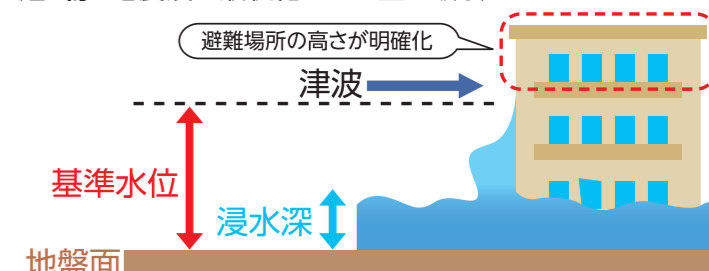 避難場所の高さが明確化
津波
基準水位
浸水深
地盤面